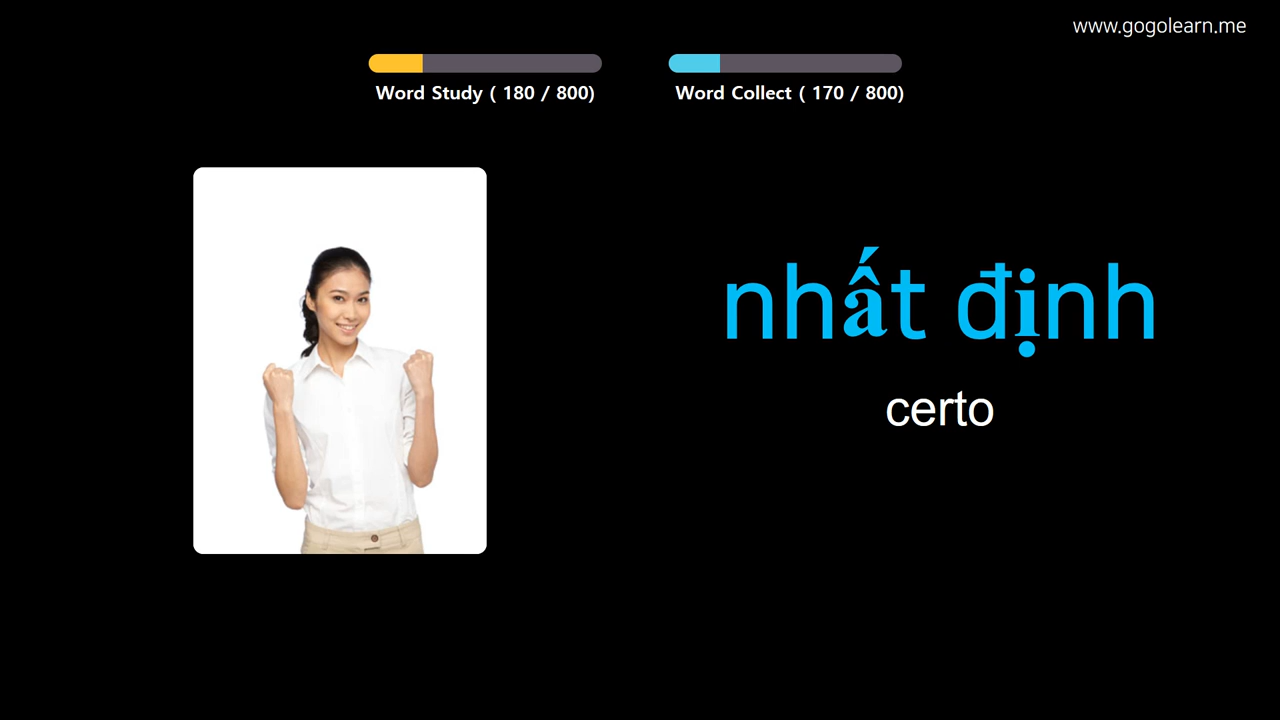 www.gogolearn.me
Word Study ( 180 / 800)
Word Collect ( 170 / 800)
nhất định
certo